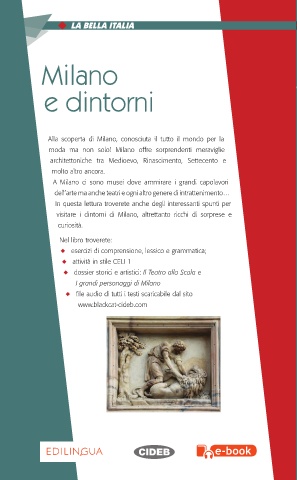 LA BELLA ITALIA
Milano
e dintorni
Alla scoperta di Milano, conosciuta il tutto il mondo per la
moda ma non solo! Milano offre sorprendenti meraviglie
architettoniche tra Medioevo, Rinascimento, Settecento e
molto altro ancora.
A Milano ci sono musei dove ammirare i grandi capolavori
dell'arte ma anche teatri e ogni altro genere di intrattenimento...
In questa lettura troverete anche degli interessanti spunti per
visitare i dintorni di Milano, altrettanto ricchi di sorprese e
curiosità.
Nel libro troverete:
esercizi di comprensione, lessico e grammatica;
attività in stile CELI 1
dossier storici e artistici: Il Teatro alla Scala e
I grandi personaggi di Milano
file audio di tutti i testi scaricabile dal sito
www.blackcat-cideb.com
EDILINGUA
CIDEB
e-book